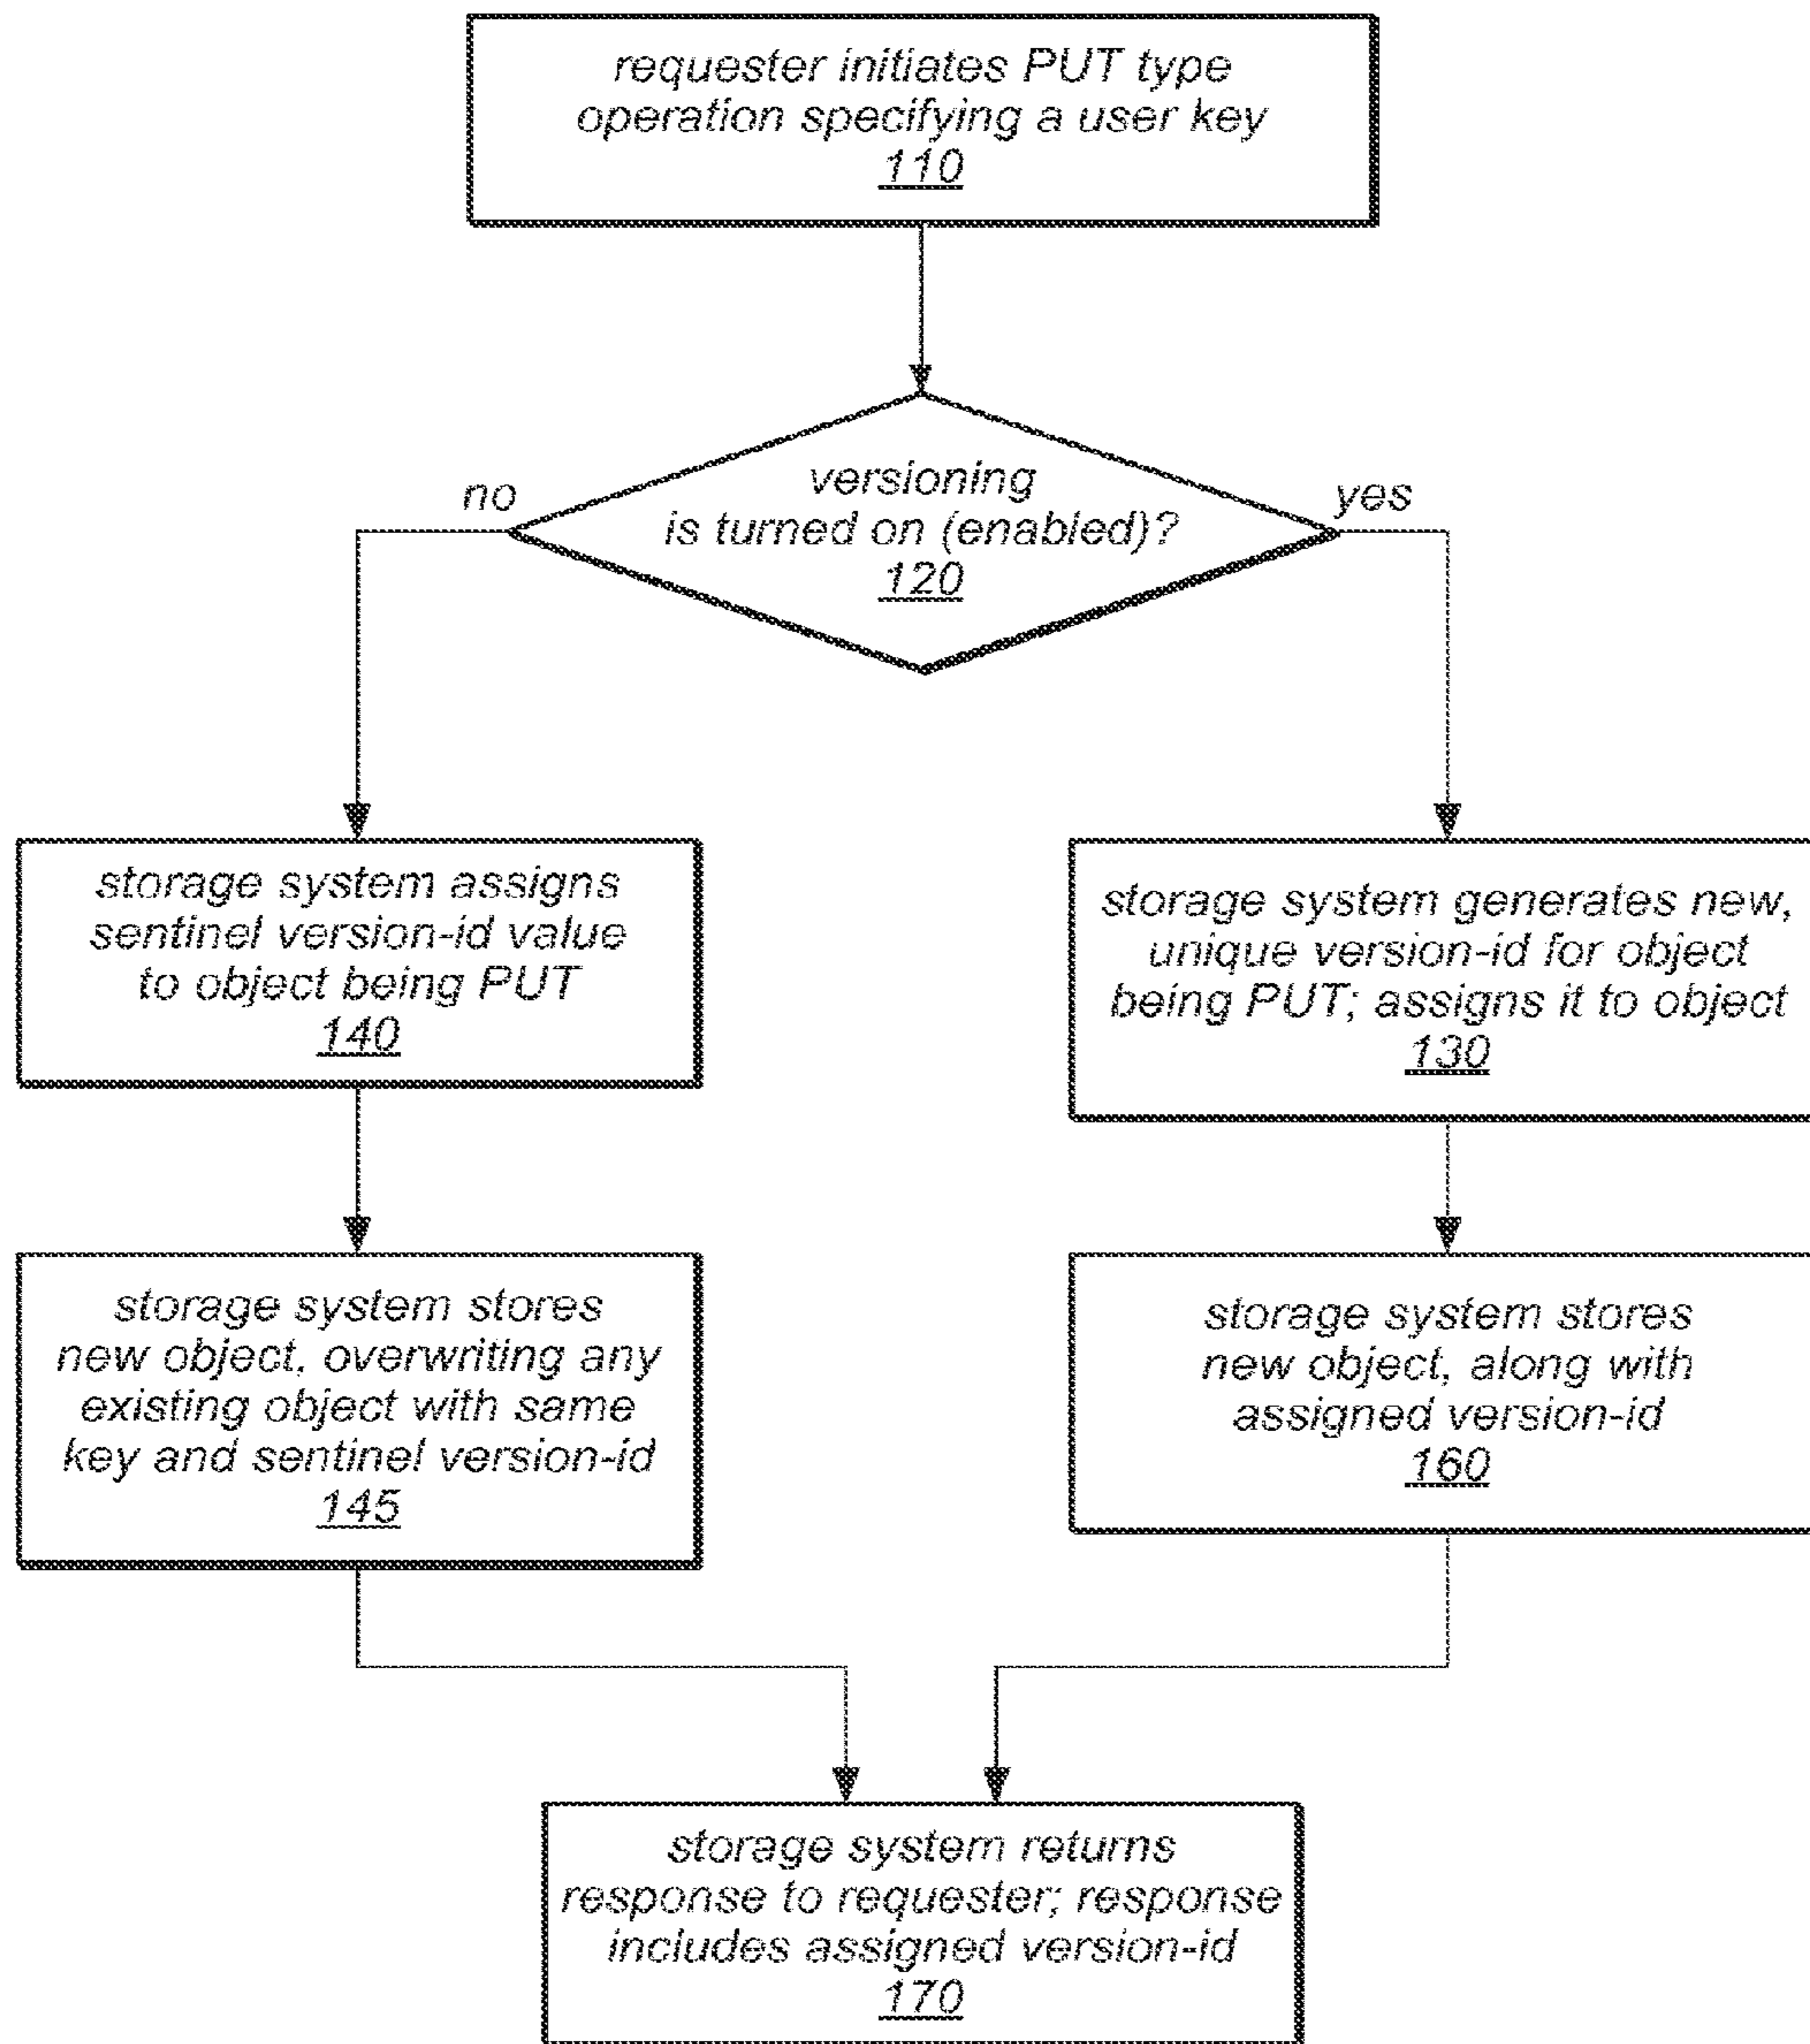 requester initiates PUT type
operation specifying a user key
110
versioning
is turned on (enabled)?
120
no
yes
storage system assigns
sentinel version-id value
to object being PUT
140
storage system generates new,
unique version-id for object
being PUT; assigns it to object
130
storage system stores
new object, overwriting any
existing object with same
key and sentinel version-id
145
storage system stores
new object, along with
assigned version-id
160
storage system returns
response to requester; response
includes assigned version-id
170